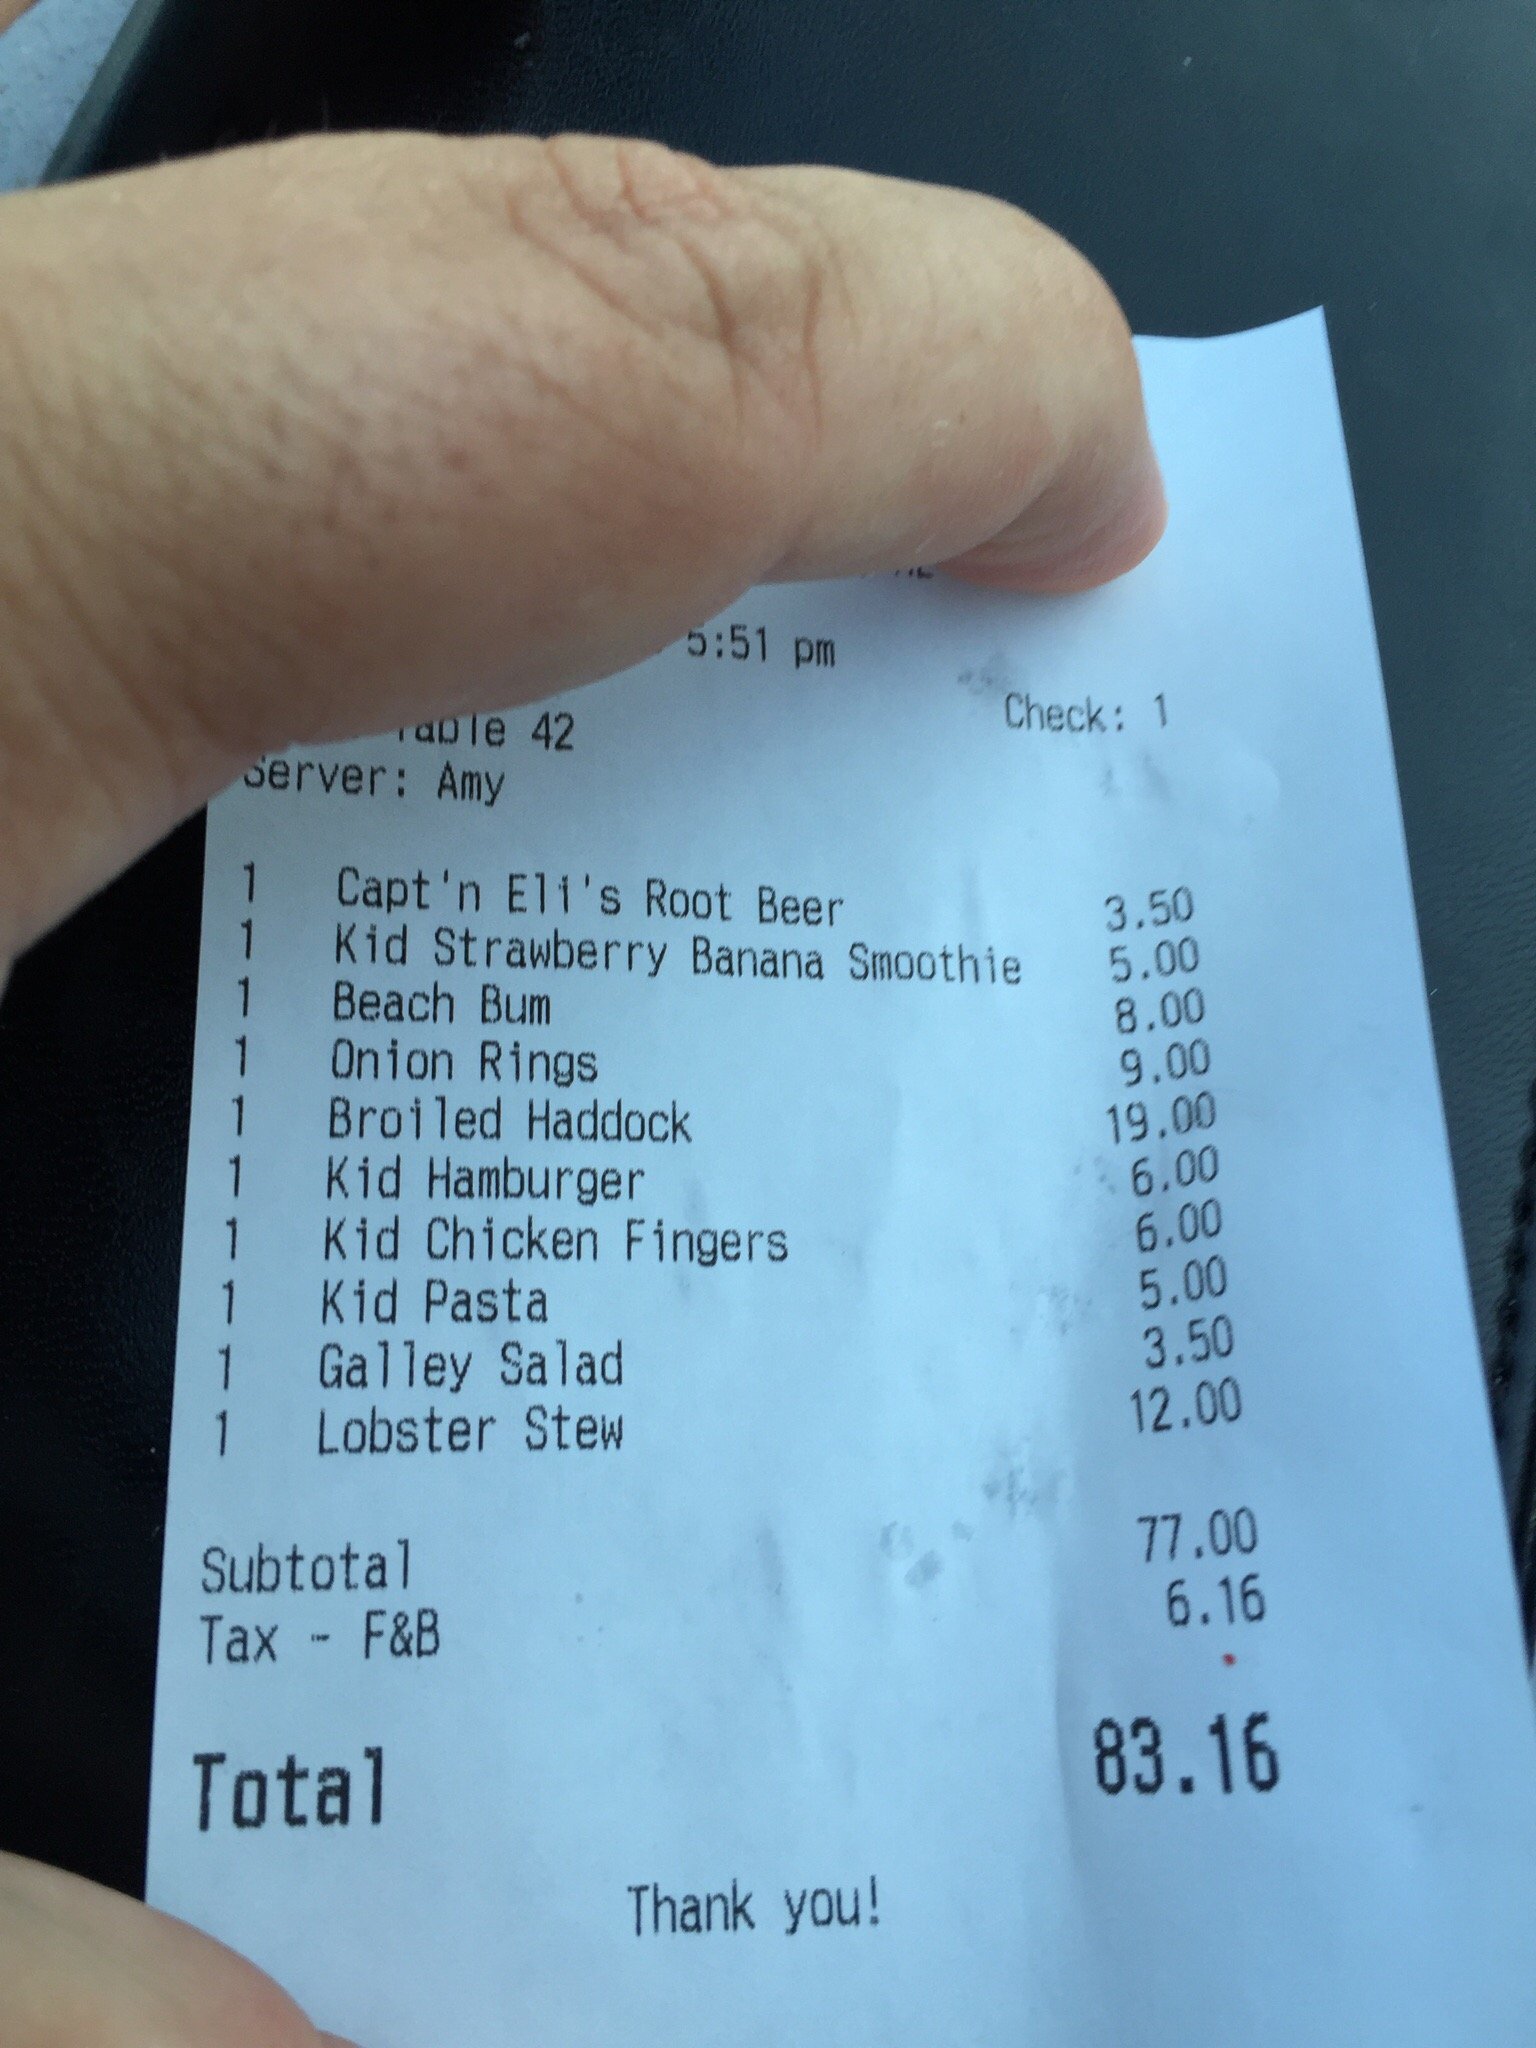 5:51 pm
Table 42 Check: 1
Server: Amy
1 Capt'n Eli's Root Beer 3.50
1 Kid Strawberry Banana Smoothie 5.00
1 Beach Bum 8.00
1 Onion Rings 9.00
1 Broiled Haddock 19.00
1 Kid Hamburger 6.00
1 Kid Chicken Fingers 6.00
1 Kid Pasta 5.00
1 Galley Salad 3.50
1 Lobster Stew 12.00
Subtotal 77.00
Tax - F&B 6.16
Total 83.16
Thank you!